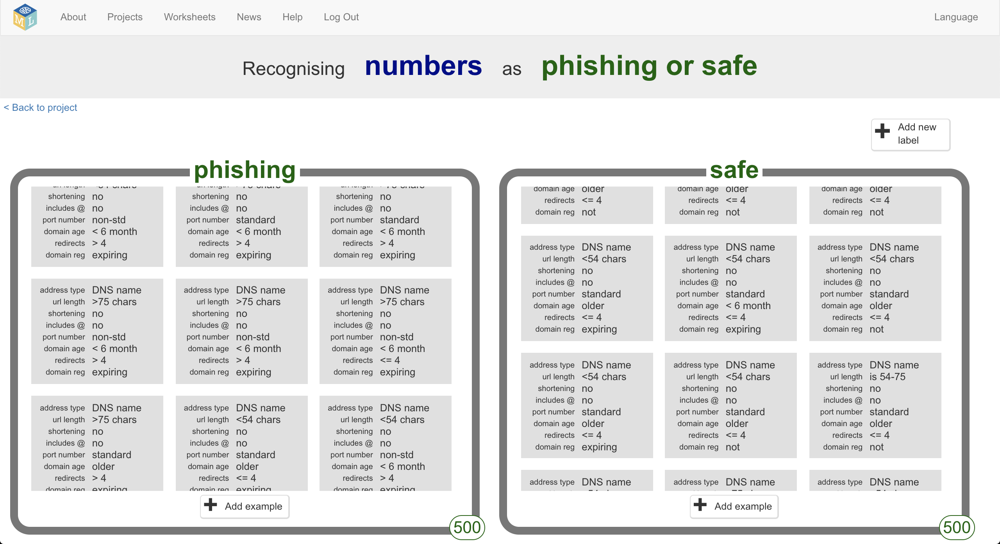 M L
About Projects Worksheets News Help Log Out Language
Recognising numbers as phishing or safe
< Back to project
Add new
label
phishing
url length <54 chars
shortening no
includes @ no
port number non-std
domain age < 6 month
redirects > 4
domain reg expiring
url length >75 chars
shortening no
includes @ no
port number standard
domain age < 6 month
redirects > 4
domain reg expiring
url length >75 chars
shortening no
includes @ no
port number standard
domain age < 6 month
redirects > 4
domain reg expiring
address type DNS name
url length >75 chars
shortening no
includes @ no
port number non-std
domain age < 6 month
redirects > 4
domain reg expiring
address type DNS name
url length >75 chars
shortening no
includes @ no
port number non-std
domain age < 6 month
redirects > 4
domain reg expiring
address type DNS name
url length >75 chars
shortening no
includes @ no
port number non-std
domain age < 6 month
redirects <= 4
domain reg expiring
address type DNS name
url length >75 chars
shortening no
includes @ no
port number standard
domain age older
redirects > 4
domain reg expiring
address type DNS name
url length <54 chars
shortening no
includes @ no
port number standard
domain age older
redirects <= 4
domain reg expiring
address type DNS name
url length <54 chars
shortening no
includes @ no
port number non-std
domain age < 6 month
redirects > 4
domain reg expiring
Add example
500
safe
domain age older
redirects <= 4
domain reg not
domain age older
redirects <= 4
domain reg not
domain age older
redirects <= 4
domain reg not
address type DNS name
url length <54 chars
shortening no
includes @ no
port number standard
domain age older
redirects <= 4
domain reg expiring
address type DNS name
url length <54 chars
shortening no
includes @ no
port number standard
domain age < 6 month
redirects <= 4
domain reg expiring
address type DNS name
url length <54 chars
shortening no
includes @ no
port number standard
domain age older
redirects <= 4
domain reg not
address type DNS name
url length <54 chars
shortening no
includes @ no
port number standard
domain age older
redirects <= 4
domain reg expiring
address type DNS name
url length <54 chars
shortening no
includes @ no
port number standard
domain age older
redirects <= 4
domain reg not
address type DNS name
url length is 54-75
shortening no
includes @ no
port number standard
domain age older
redirects <= 4
domain reg not
address type DNS name
address type DNS name
address type DNS name
Add example
500